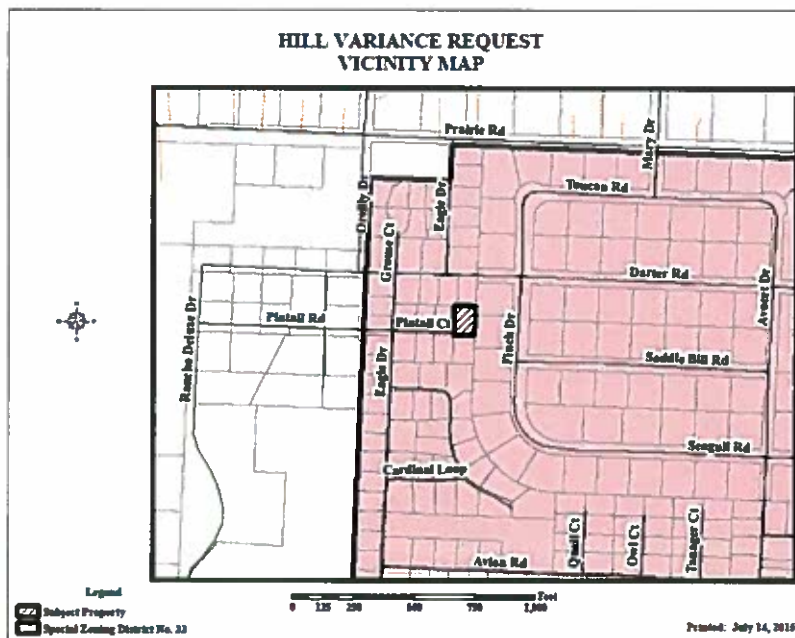 HILL VARIANCE REQUEST
VICINITY MAP
Prairie Rd
Mary Dr
Toucan Rd
Eagle Dr
Grouse Ct
Darter Rd
Avocet Dr
Pintail Rd
Pintail Ct
Finch Dr
Rancho Deluxe Dr
Eagle Dr
Saddle Bill Rd
Seagull Rd
Cardinal Loop
Quail Ct
Owl Ct
Tanager Ct
Avion Rd
Legend
Subject Property
Special Zoning District No.
Feet
0 125 250 500 750 1,000
Printed: July 14,